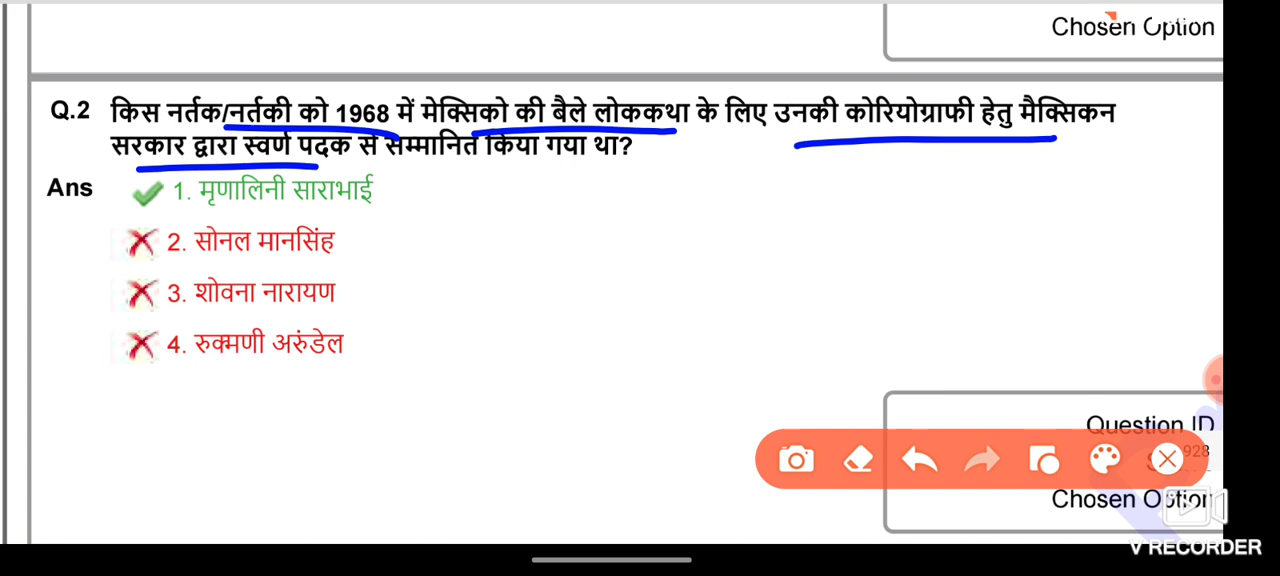 Chosen Option
Q.2 किस नर्तक/नर्तकी को 1968 में मेक्सिको की बैले लोककथा के लिए उनकी कोरियोग्राफी हेतु मैक्सिकन
सरकार द्वारा स्वर्ण पदक से सम्मानित किया गया था?
Ans 1. मृणालिनी साराभाई
2. सोनल मानसिंह
3. शोवना नारायण
4. रुक्मणी अरुंडेल
Question ID
928
Chosen Option
V RECORDER